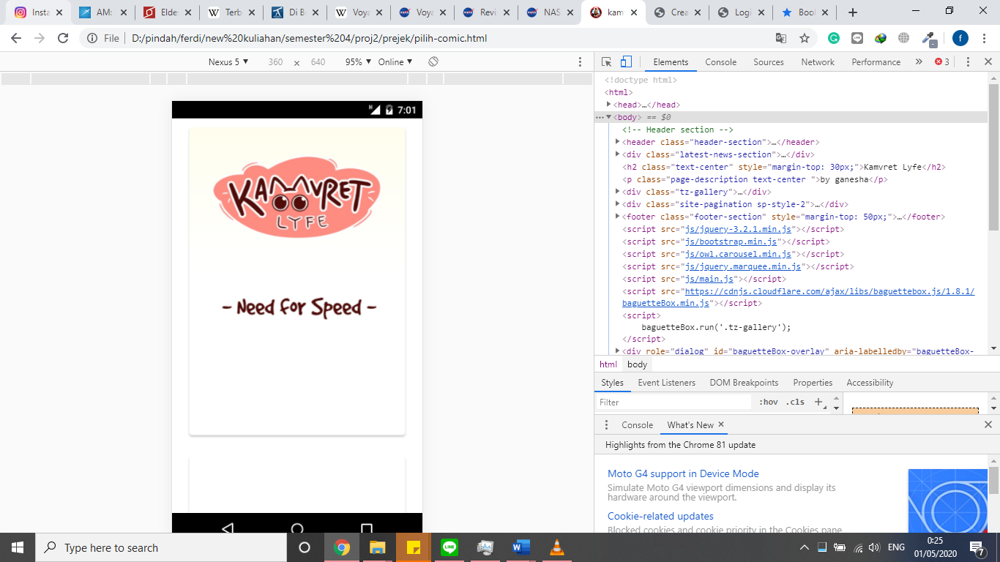 Insta
AM:
Elde
Terb
Di B
Voya
Voya
Revi
NAS
kam
Crea
Logi
Bool
File | D:/pindah/ferdi/new%20kuliahan/semester%204/proj2/prejek/pilih-comic.html
f
Nexus 5 ▼ 360 × 640 95% ▼ Online ▼
Elements Console Sources Network Performance » 3
H 7:01
KAMVRET
LYFE
- Need for Speed -
<!doctype html>
<html>
<head>…</head>
<body> == $0
<!-- Header section -->
<header class="header-section">…</header>
<div class="latest-news-section">…</div>
<h2 class="text-center" style="margin-top: 30px;">Kamvret Lyfe</h2>
<p class="page-description text-center ">by ganesha</p>
<div class="tz-gallery">…</div>
<div class="site-pagination sp-style-2">…</div>
<footer class="footer-section" style="margin-top: 50px;">…</footer>
<script src="js/jquery-3.2.1.min.js"></script>
<script src="js/bootstrap.min.js"></script>
<script src="js/owl.carousel.min.js"></script>
<script src="js/jquery.marquee.min.js"></script>
<script src="js/main.js"></script>
<script src="https://cdnjs.cloudflare.com/ajax/libs/baguettebox.js/1.8.1/
baguetteBox.min.js"></script>
<script>
baguetteBox.run('.tz-gallery');
</script>
<div role="dialog" id="baguetteBox-overlay" aria-labelledby="baguetteBox-
html body
Styles Event Listeners DOM Breakpoints Properties Accessibility
Filter :hov .cls +
Console What's New
Highlights from the Chrome 81 update
Moto G4 support in Device Mode
Simulate Moto G4 viewport dimensions and display its
hardware around the viewport.
Cookie-related updates
Blocked cookies and cookie priority in the Cookies pane
Type here to search
LINE
W
ENG
0:25
01/05/2020
7